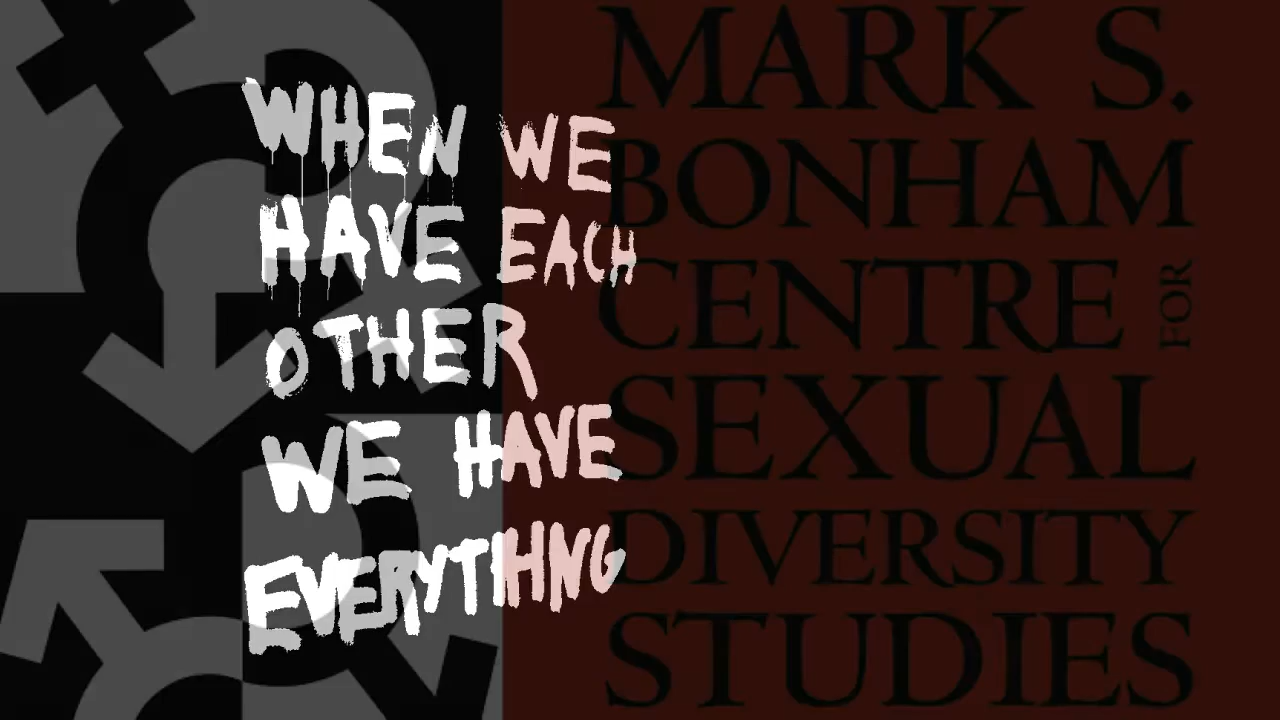 WHEN WE
HAVE EACH
OTHER
WE HAVE
EVERYTHING
MARK S.
BONHAM
CENTRE FOR
SEXUAL
DIVERSITY
STUDIES